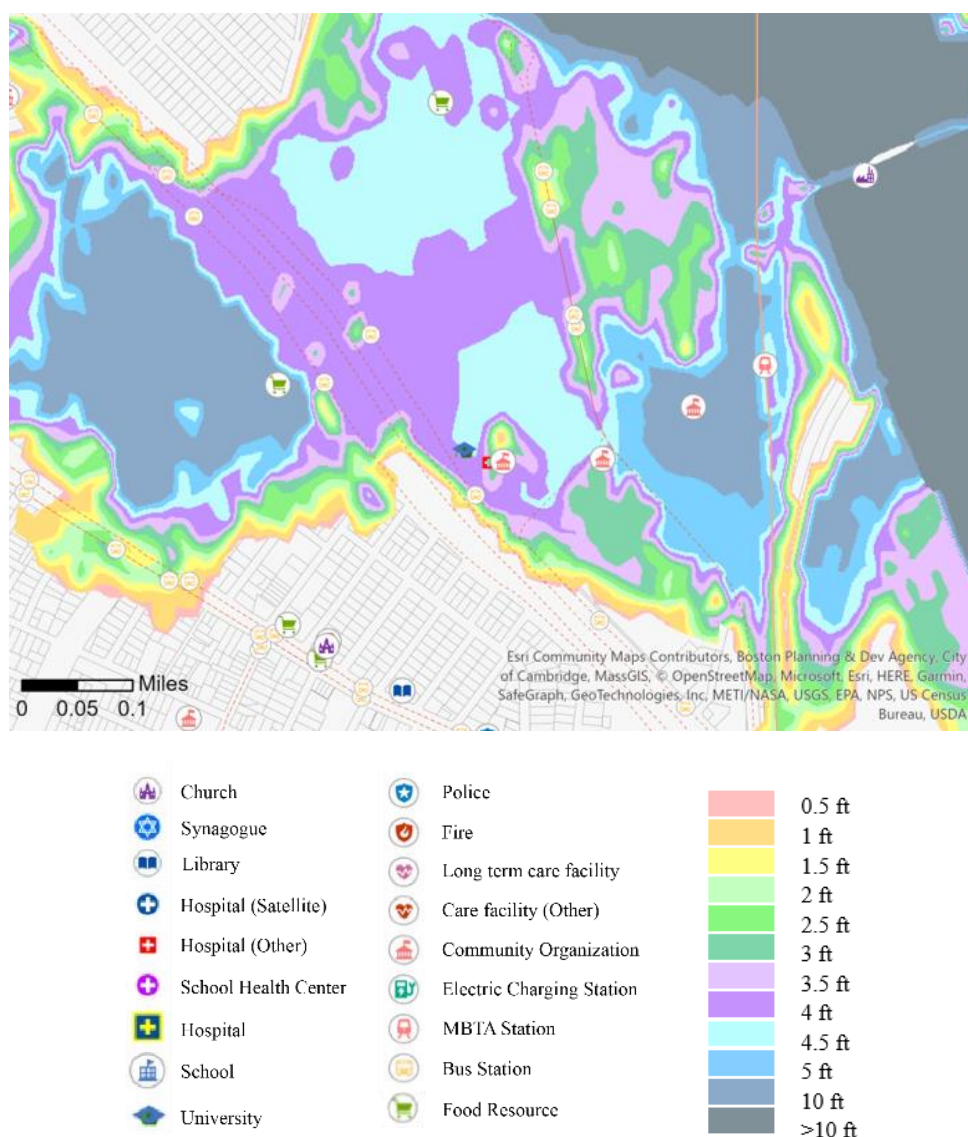 Esri Community Maps Contributors, Boston Planning & Dev Agency, City
of Cambridge, MassGIS, © OpenStreetMap, Microsoft, Esri, HERE, Garmin,
SafeGraph, GeoTechnologies, Inc, METI/NASA, USGS, EPA, NPS, US Census
Bureau, USDA
Miles
0 0.05 0.1
Church
Synagogue
Library
Hospital (Satellite)
Hospital (Other)
School Health Center
Hospital
School
University
Police
Fire
Long term care facility
Care facility (Other)
Community Organization
Electric Charging Station
MBTA Station
Bus Station
Food Resource
0.5 ft
1 ft
1.5 ft
2 ft
2.5 ft
3 ft
3.5 ft
4 ft
4.5 ft
5 ft
10 ft
>10 ft